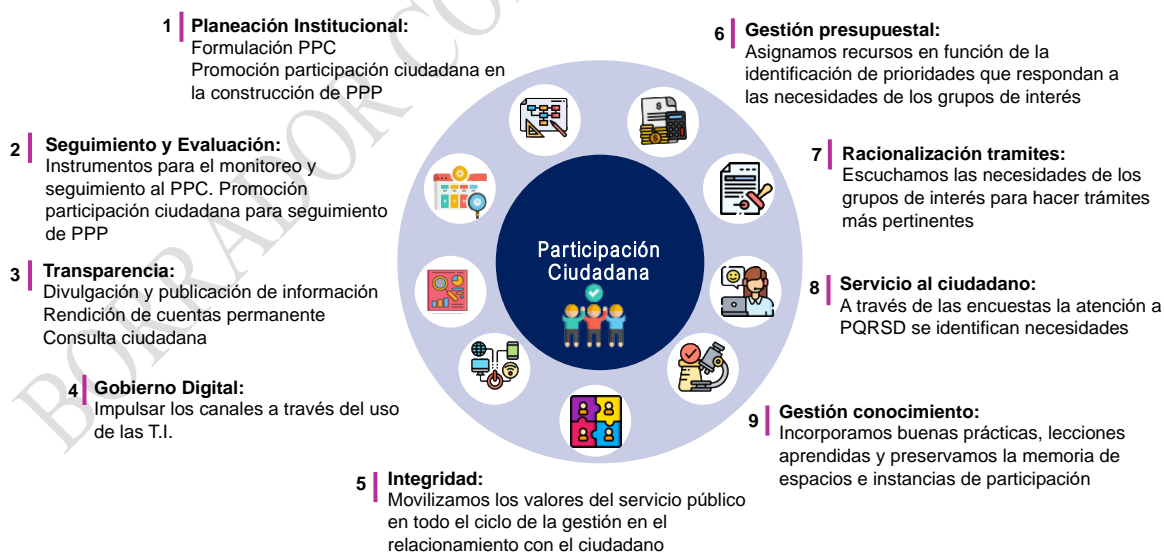 BORRADOR CO
1 Planeación Institucional:
Formulación PPC
Promoción participación ciudadana en
la construcción de PPP
2 Seguimiento y Evaluación:
Instrumentos para el monitoreo y
seguimiento al PPC. Promoción
participación ciudadana para seguimiento
de PPP
3 Transparencia:
Divulgación y publicación de información
Rendición de cuentas permanente
Consulta ciudadana
4 Gobierno Digital:
Impulsar los canales a través del uso
de las T.I.
5 Integridad:
Movilizamos los valores del servicio público
en todo el ciclo de la gestión en el
relacionamiento con el ciudadano
Participación
Ciudadana
6 Gestión presupuestal:
Asignamos recursos en función de la
identificación de prioridades que respondan a
las necesidades de los grupos de interés
7 Racionalización tramites:
Escuchamos las necesidades de los
grupos de interés para hacer trámites
más pertinentes
8 Servicio al ciudadano:
A través de las encuestas la atención a
PQRSD se identifican necesidades
9 Gestión conocimiento:
Incorporamos buenas prácticas, lecciones
aprendidas y preservamos la memoria de
espacios e instancias de participación